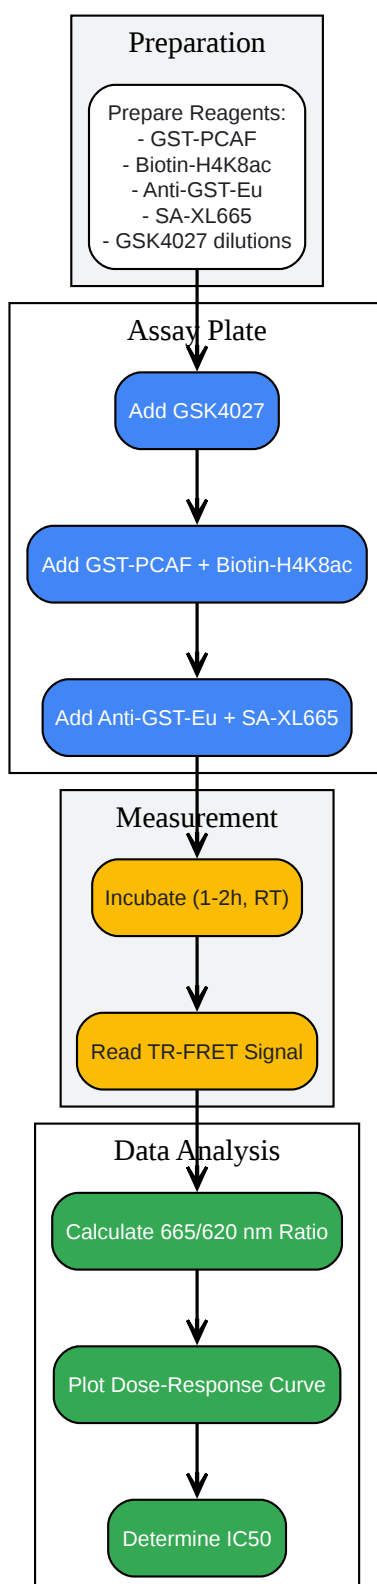 Preparation
Prepare Reagents:
- GST-PCAF
- Biotin-H4K8ac
- Anti-GST-Eu
- SA-XL665
- GSK4027 dilutions
Assay Plate
Add GSK4027
Add GST-PCAF + Biotin-H4K8ac
Add Anti-GST-Eu + SA-XL665
Measurement
Incubate (1-2h, RT)
Read TR-FRET Signal
Data Analysis
Calculate 665/620 nm Ratio
Plot Dose-Response Curve
Determine IC50